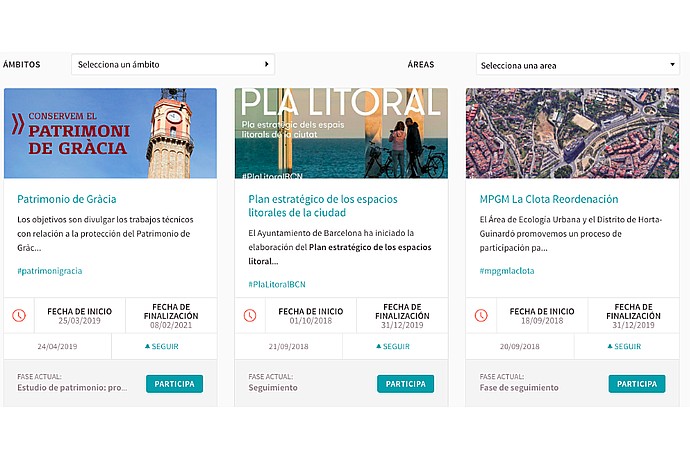 ÁMBITOS
Selecciona un ámbito
ÁREAS
Selecciona una area
CONSERVEM EL
PATRIMONI
DE GRÀCIA
Patrimonio de Gràcia
Los objetivos son divulgar los trabajos técnicos
con relación a la protección del Patrimonio de
Gràc...
#patrimonigracia
FECHA DE INICIO
25/03/2019
FECHA DE
FINALIZACIÓN
08/02/2021
24/04/2019
SEGUIR
FASE ACTUAL:
Estudio de patrimonio: pro...
PARTICIPA
PLA LITORAL
Pla estratègic dels espais
litorals de la ciutat
#PlaLitoralBCN
Plan estratégico de los espacios
litorales de la ciudad
El Ayuntamiento de Barcelona ha iniciado la
elaboración del Plan estratégico de los espacios
litoral...
#PlaLitoralBCN
FECHA DE INICIO
01/10/2018
FECHA DE
FINALIZACIÓN
31/12/2019
21/09/2018
SEGUIR
FASE ACTUAL:
Seguimiento
PARTICIPA
MPGM La Clota Reordenación
El Área de Ecología Urbana y el Distrito de Horta-
Guinardó promovemos un proceso de
participación pa...
#mpgmlaclota
FECHA DE INICIO
18/09/2018
FECHA DE
FINALIZACIÓN
31/12/2019
20/09/2018
SEGUIR
FASE ACTUAL:
Fase de seguimiento
PARTICIPA